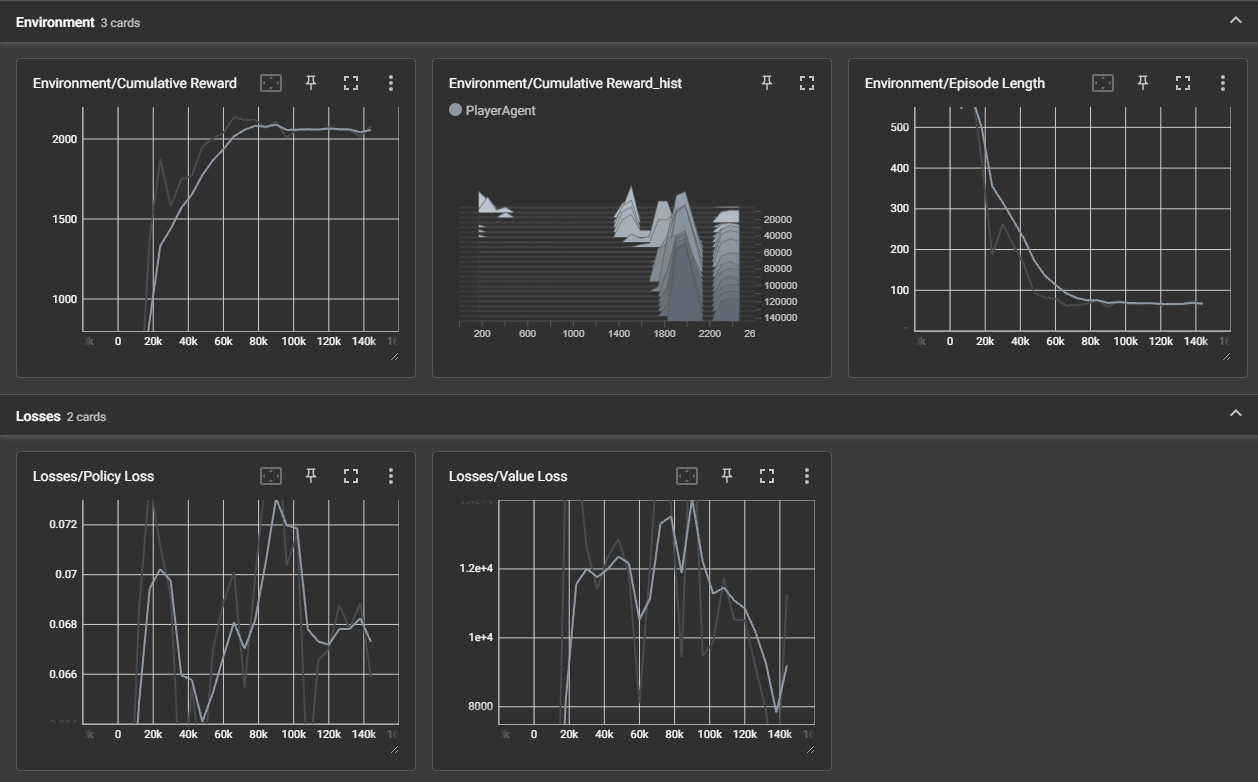 Environment 3 cards
Environment/Cumulative Reward
2000
1500
1000
0 20k 40k 60k 80k 100k 120k 140k
Environment/Cumulative Reward_hist
PlayerAgent
20000
40000
60000
80000
100000
120000
140000
200 600 1000 1400 1800 2200 26
Environment/Episode Length
500
400
300
200
100
0 20k 40k 60k 80k 100k 120k 140k
Losses 2 cards
Losses/Policy Loss
0.072
0.07
0.068
0.066
0 20k 40k 60k 80k 100k 120k 140k
Losses/Value Loss
1.2e+4
1e+4
8000
0 20k 40k 60k 80k 100k 120k 140k